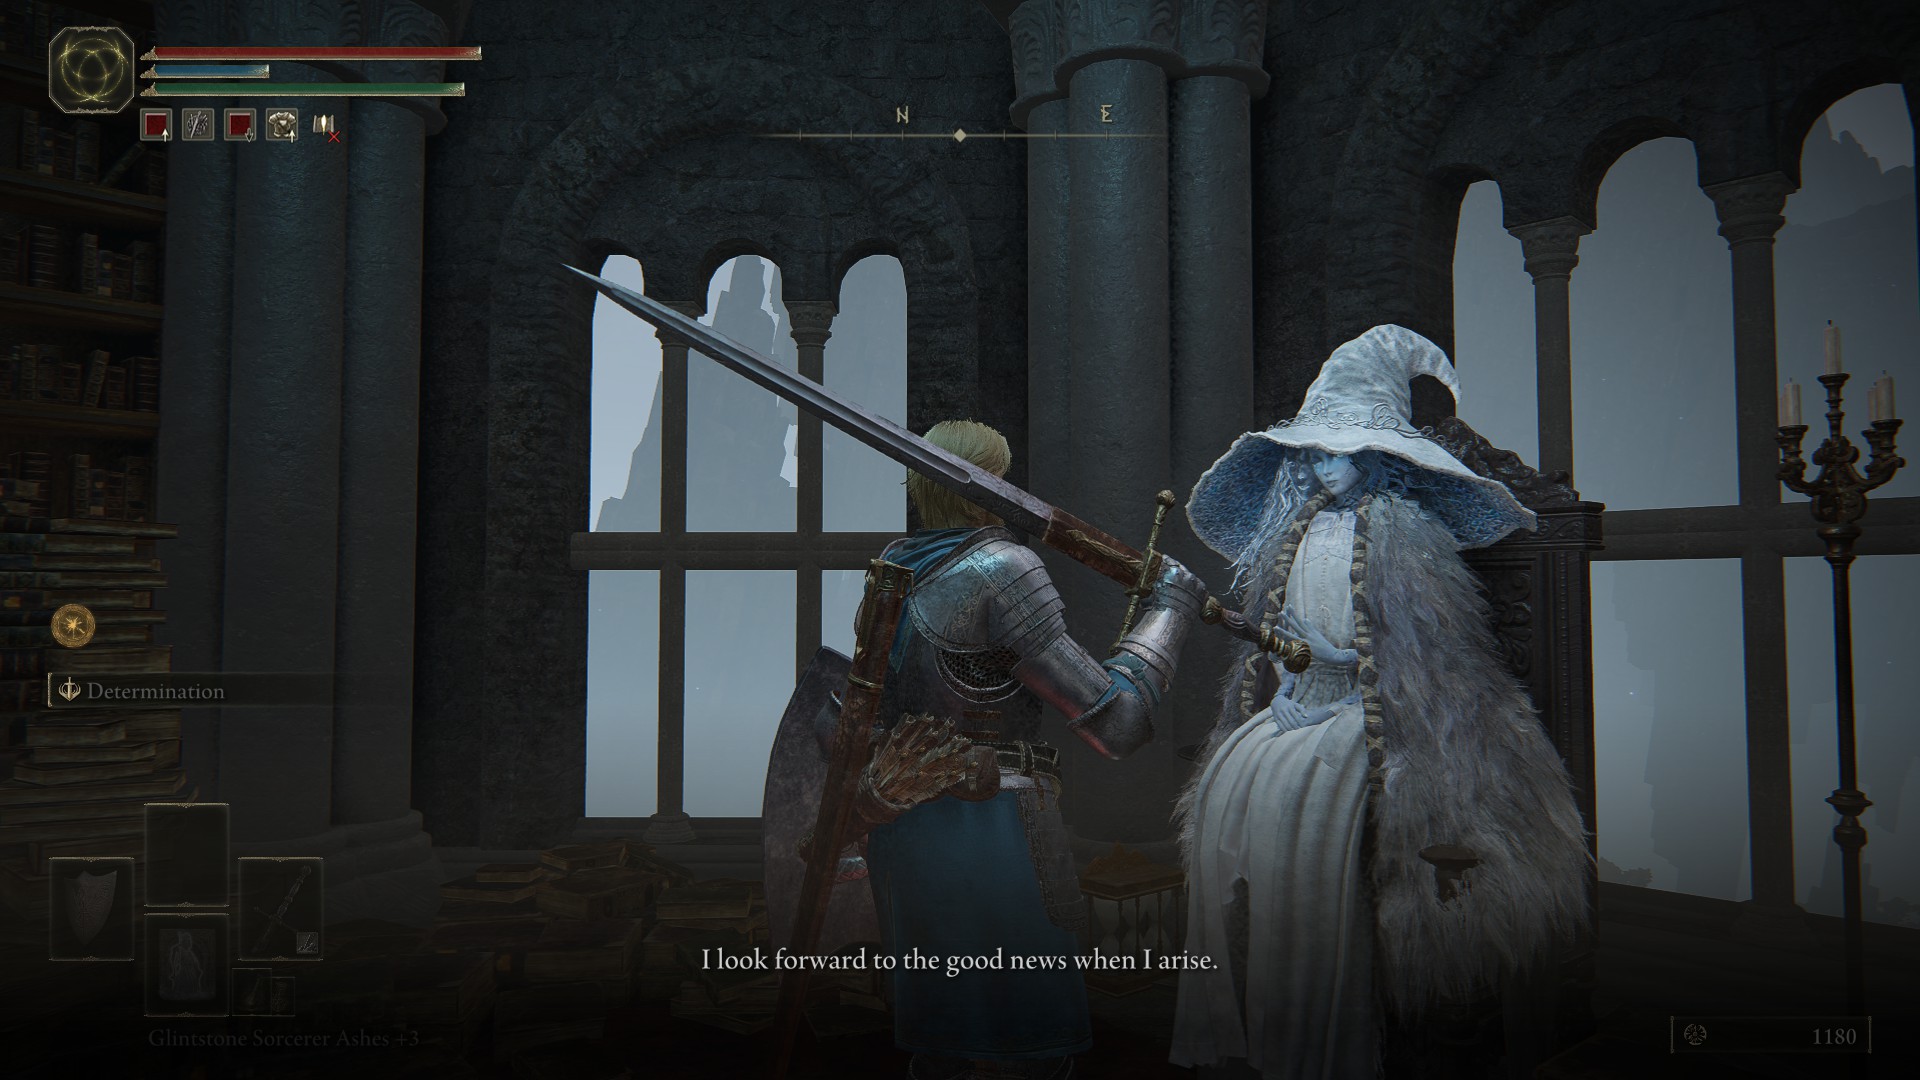 N
E
Determination
I look forward to the good news when I arise.
Glintstone Sorcerer Ashes +3
1180